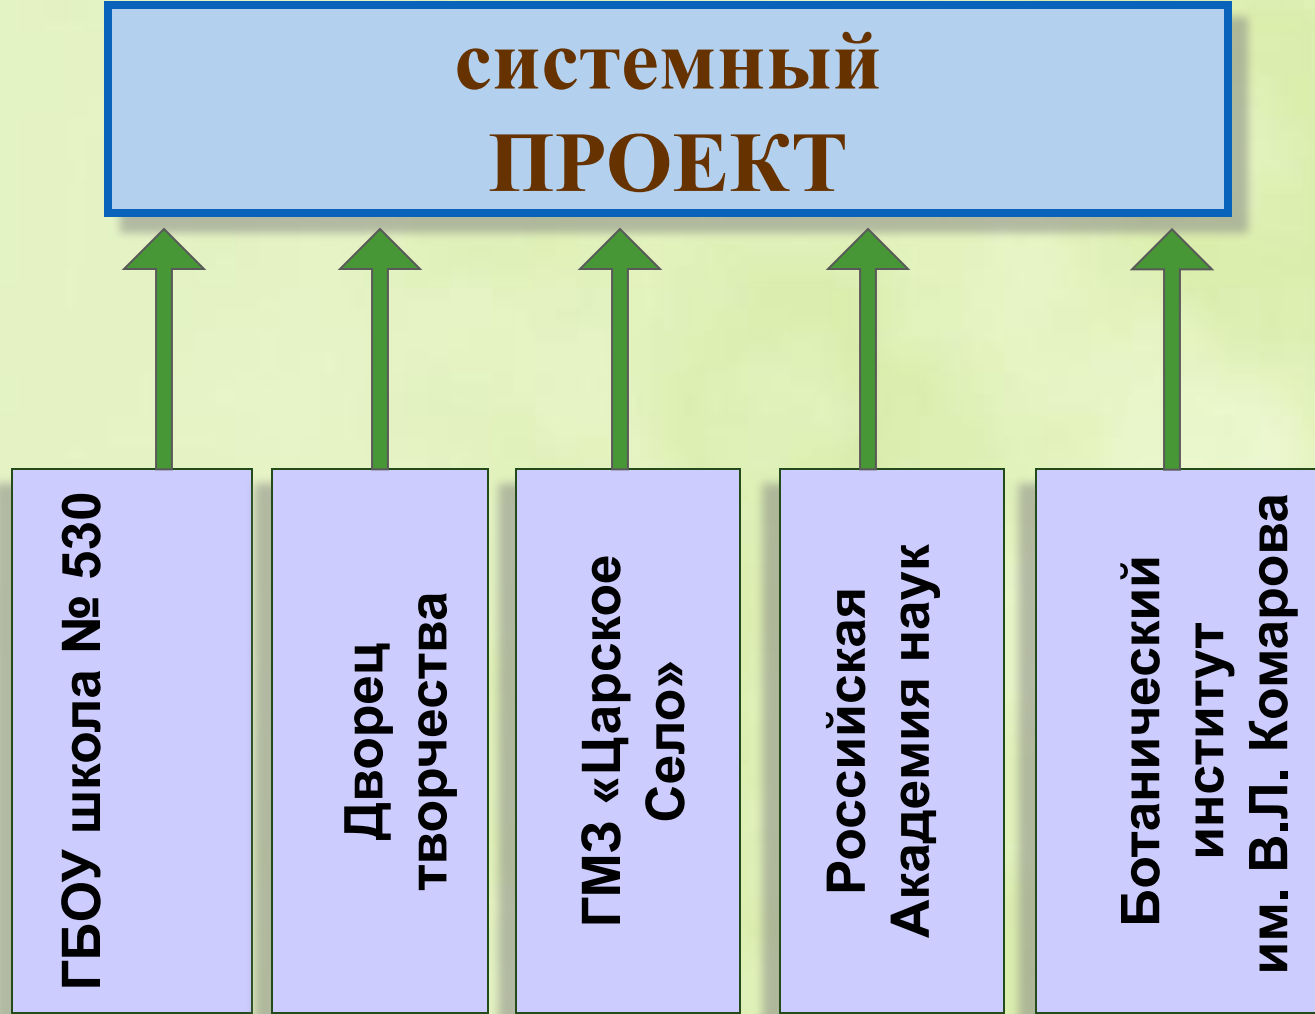 системный
ПРОЕКТ
ГБОУ школа № 530
Дворец
творчества
ГМЗ «Царское
Село»
Российская
Академия наук
Ботанический
институт
им. В.Л. Комарова